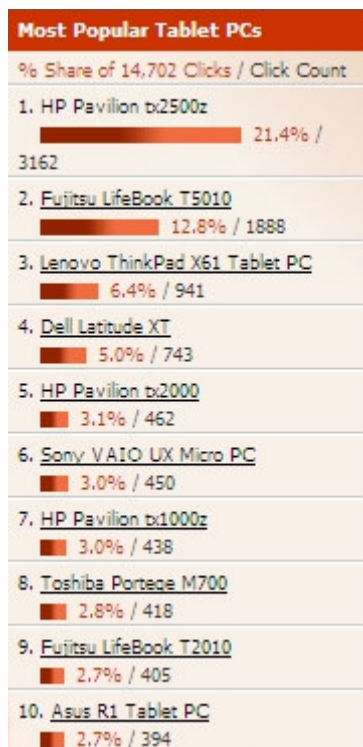 Most Popular Tablet PCs
% Share of 14,702 Clicks / Click Count
1. HP Pavilion tx2500z
21.4% /
3162
2. Fujitsu LifeBook T5010
12.8% / 1888
3. Lenovo ThinkPad X61 Tablet PC
6.4% / 941
4. Dell Latitude XT
5.0% / 743
5. HP Pavilion tx2000
3.1% / 462
6. Sony VAIO UX Micro PC
3.0% / 450
7. HP Pavilion tx1000z
3.0% / 438
8. Toshiba Portege M700
2.8% / 418
9. Fujitsu LifeBook T2010
2.7% / 405
10. Asus R1 Tablet PC
2.7% / 394